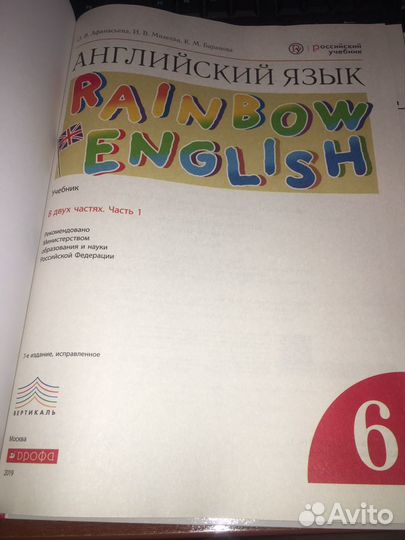 О. В. Афанасьева, И. В. Михеева, К. М. Баранова
российский
учебник
АНГЛИЙСКИЙ ЯЗЫК
RAINBOW
ENGLISH
Учебник
В двух частях. Часть 1
Рекомендовано
Министерством
образования и науки
Российской Федерации
7-е издание, исправленное
ВЕРТИКАЛЬ
Москва
ДРОФА
2019
6
Avito